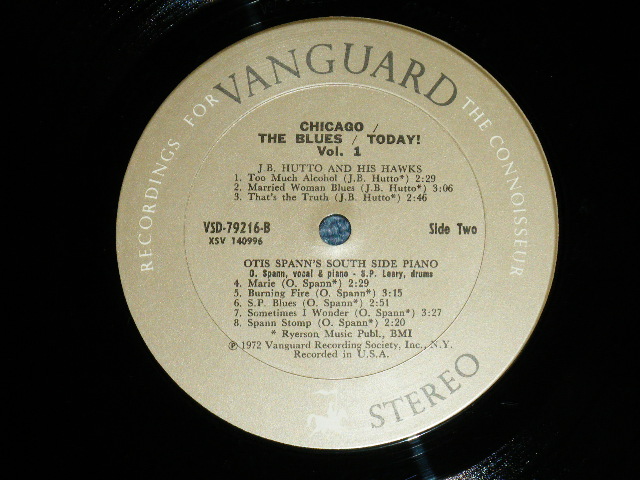 RECORDINGS FOR VANGUARD THE CONNOISSEUR
CHICAGO /
THE BLUES / TODAY!
Vol. 1
J.B. HUTTO AND HIS HAWKS
1. Too Much Alcohol (J.B. Hutto*) 2:29
2. Married Woman Blues (J.B. Hutto*) 3:06
3. That's the Truth (J.B. Hutto*) 2:46
VSD-79216-B
Side Two
XSV 140996
OTIS SPANN'S SOUTH SIDE PIANO
O. Spann, vocal & piano - S.P. Leary, drums
4. Marie (O. Spann*) 2:29
5. Burning Fire (O. Spann*) 3:15
6. S.P. Blues (O. Spann*) 2:51
7. Sometimes I Wonder (O. Spann*) 3:27
8. Spann Stomp (O. Spann*) 2:20
* Ryerson Music Publ., BMI
℗ 1972 Vanguard Recording Society, Inc., N.Y.
Recorded in U.S.A.
STEREO